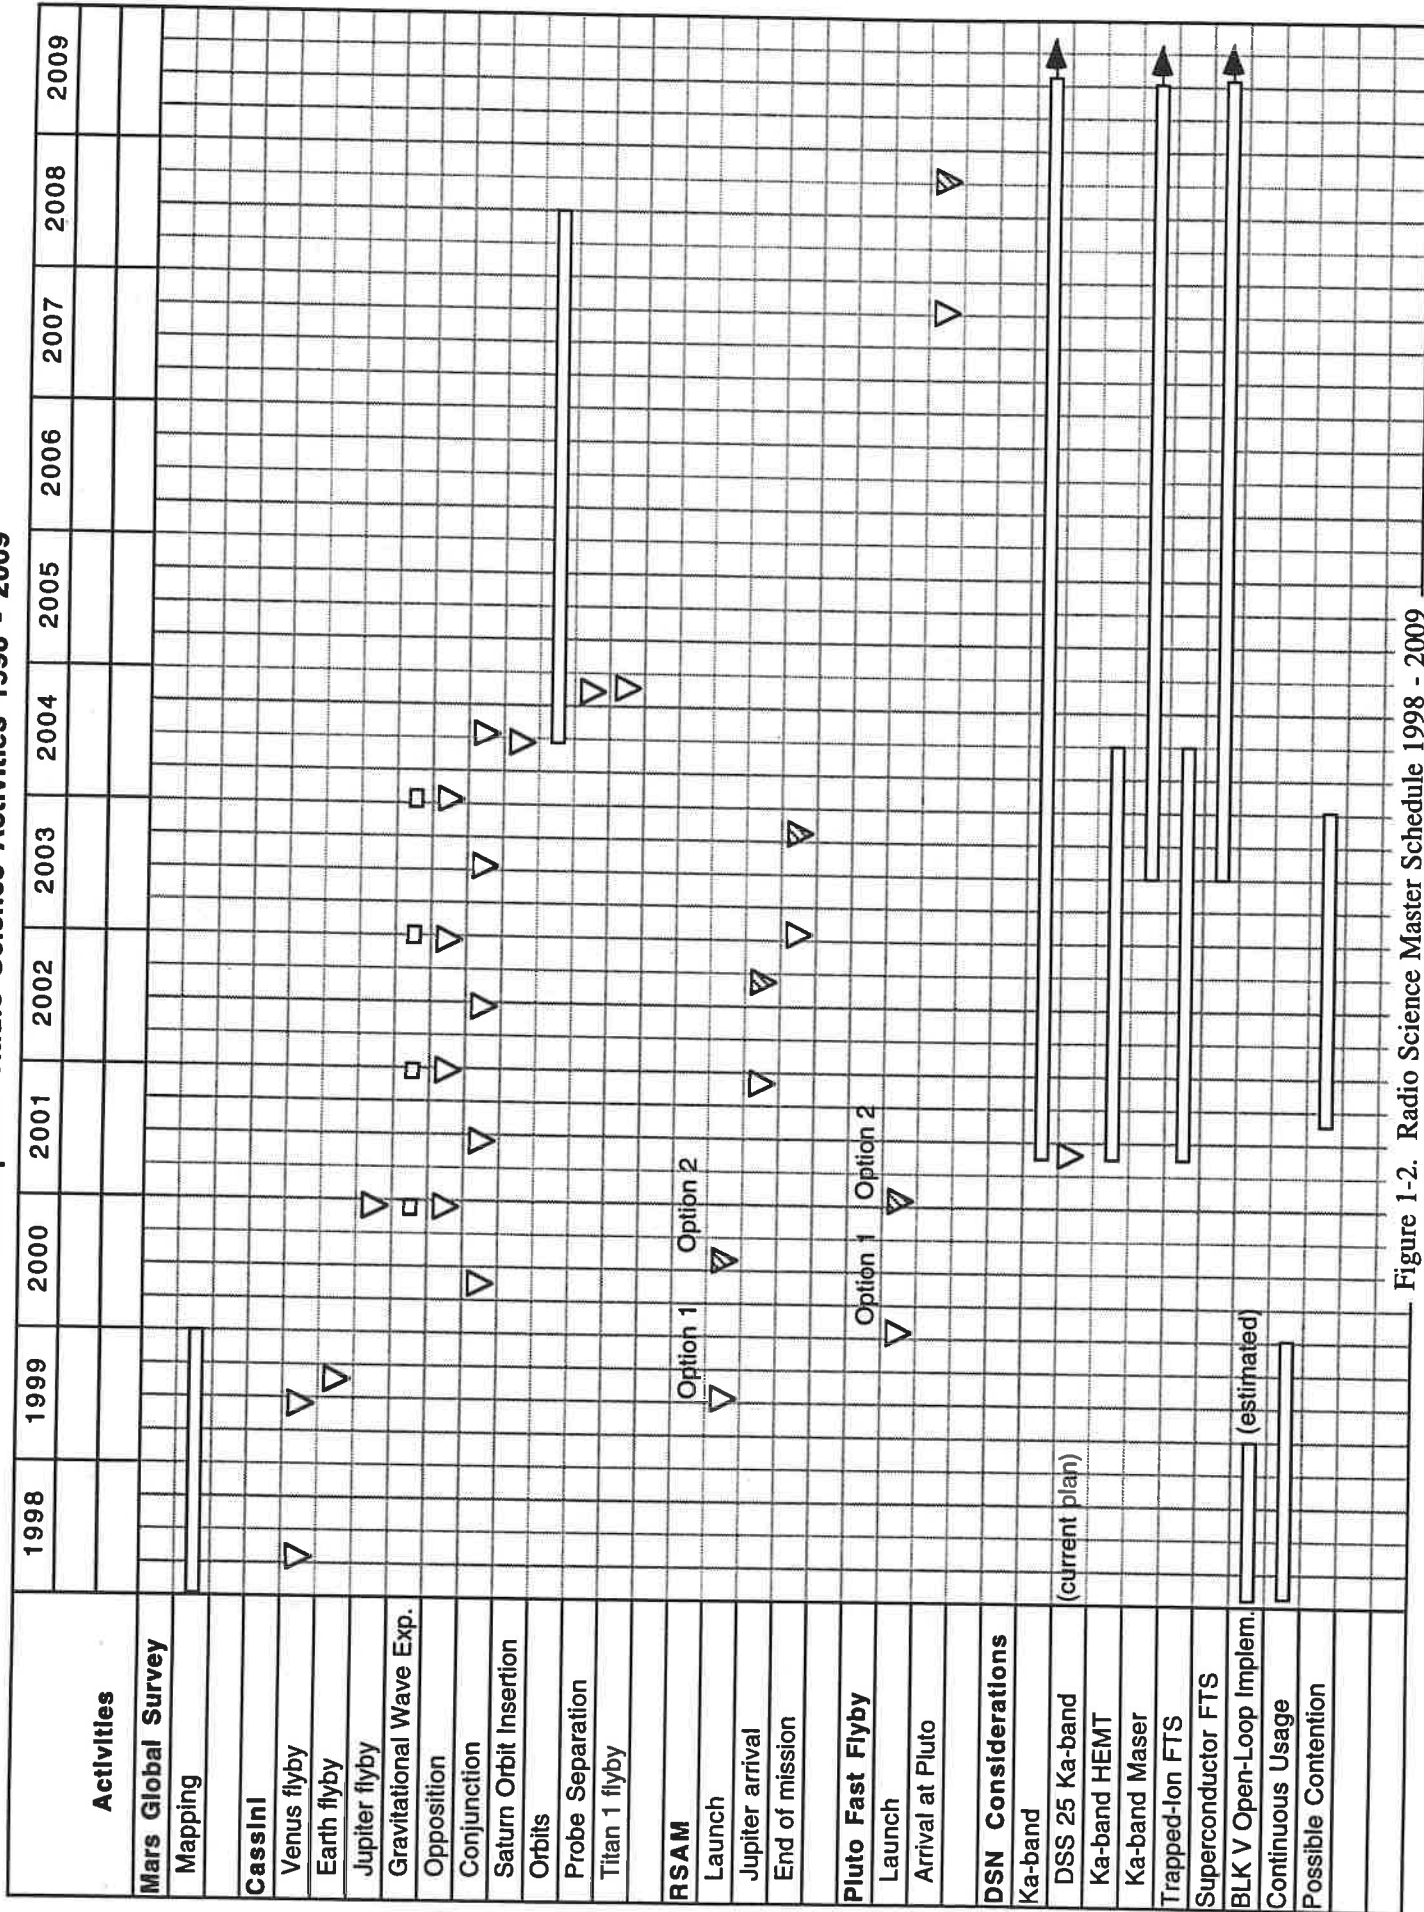 Science Activities 1998 - 2009
Activities
1998 1999 2000 2001 2002 2003 2004 2005 2006 2007 2008 2009
Mars Global Survey
Mapping
Cassini
Venus flyby
Earth flyby
Jupiter flyby
Gravitational Wave Exp.
Opposition
Conjunction
Saturn Orbit Insertion
Orbits
Probe Separation
Titan 1 flyby
RSAM
Option 1 Option 2
Launch
Jupiter arrival
End of mission
Pluto Fast Flyby
Option 1 Option 2
Launch
Arrival at Pluto
DSN Considerations
Ka-band
DSS 25 Ka-band (current plan)
Ka-band HEMT
Ka-band Maser
Trapped-Ion FTS
Superconductor FTS
BLK V Open-Loop Implem. (estimated)
Continuous Usage
Possible Contention
Figure 1-2. Radio Science Master Schedule 1998 - 2009